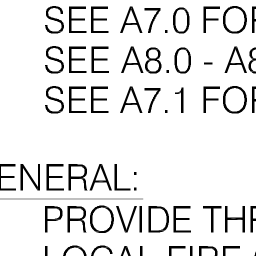 SEE A7.0 FOR
SEE A8.0 - A8
SEE A7.1 FOR
ENERAL:
PROVIDE THR
LOCAL FIRE